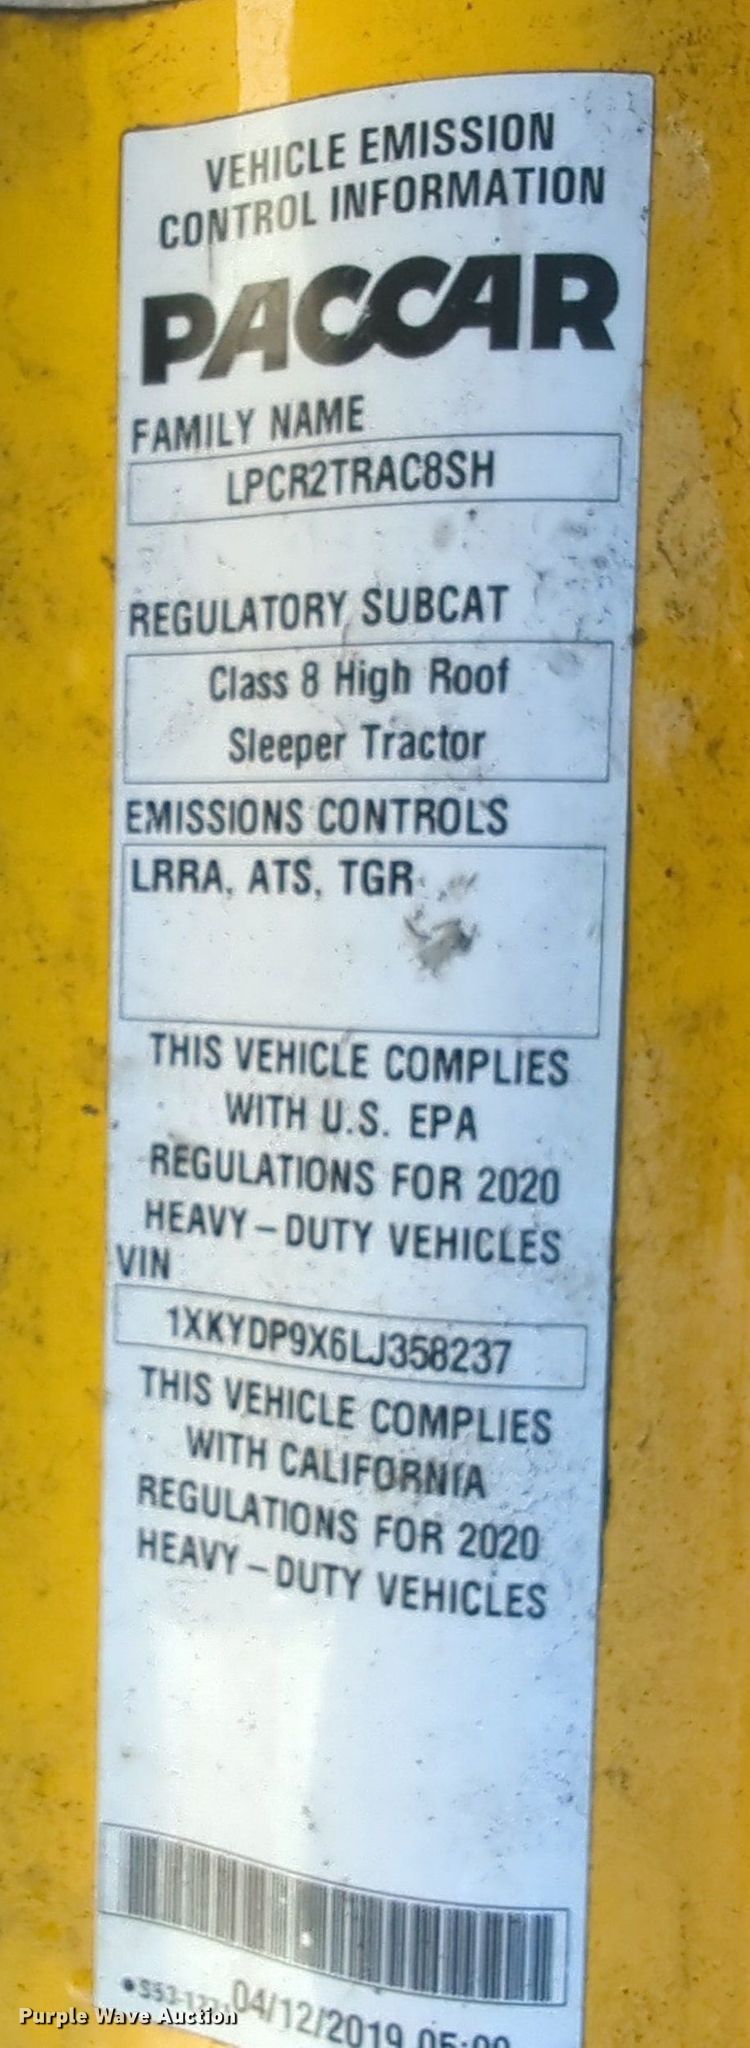 VEHICLE EMISSION
CONTROL INFORMATION
PACCAR
FAMILY NAME
LPCR2TRAC8SH
REGULATORY SUBCAT
Class 8 High Roof
Sleeper Tractor
EMISSIONS CONTROLS
LRRA, ATS, TGR
THIS VEHICLE COMPLIES
WITH U.S. EPA
REGULATIONS FOR 2020
HEAVY-DUTY VEHICLES
VIN
1XKYDP9X6LJ358237
THIS VEHICLE COMPLIES
WITH CALIFORNIA
REGULATIONS FOR 2020
HEAVY-DUTY VEHICLES
04/12/2019
Purple Wave Auction